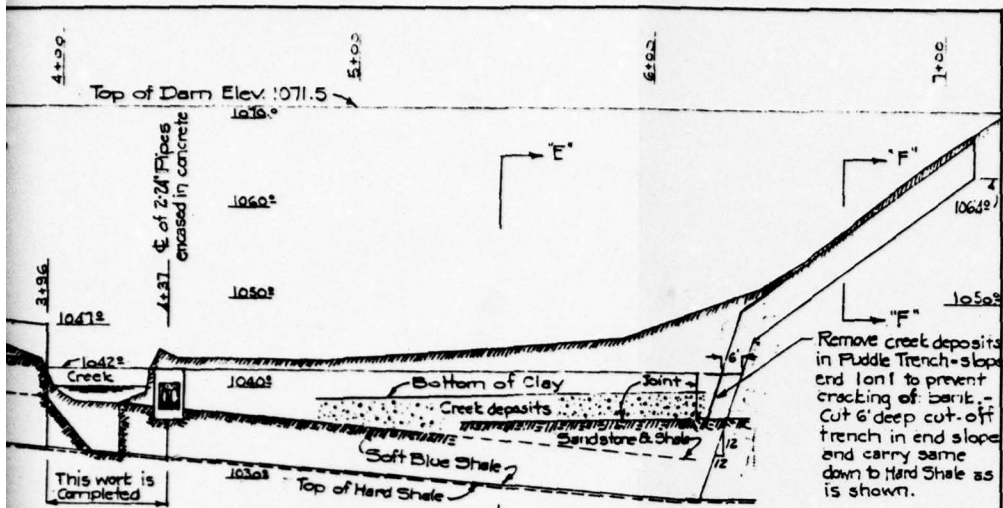 4+00
5+00
6+00
7+00
Top of Dam Elev. 1071.5
1070.0
℄ of 2-24" Pipes
encased in concrete
"E"
"F"
1060.0
1064.0
3+96
4+37
1050.0
1050.0
"F"
1047.0
1042.0
Creek
1040.0
Bottom of Clay
Joint
6'
Creek deposits
Sandstone & Shale
Soft Blue Shale
12
12
1030.0
Top of Hard Shale
This work is
Completed
Remove creek deposits
in Puddle Trench-slope
end 1 on 1 to prevent
cracking of bank.-
Cut 6' deep cut-off
trench in end slope
and carry same
down to Hard Shale as
is shown.